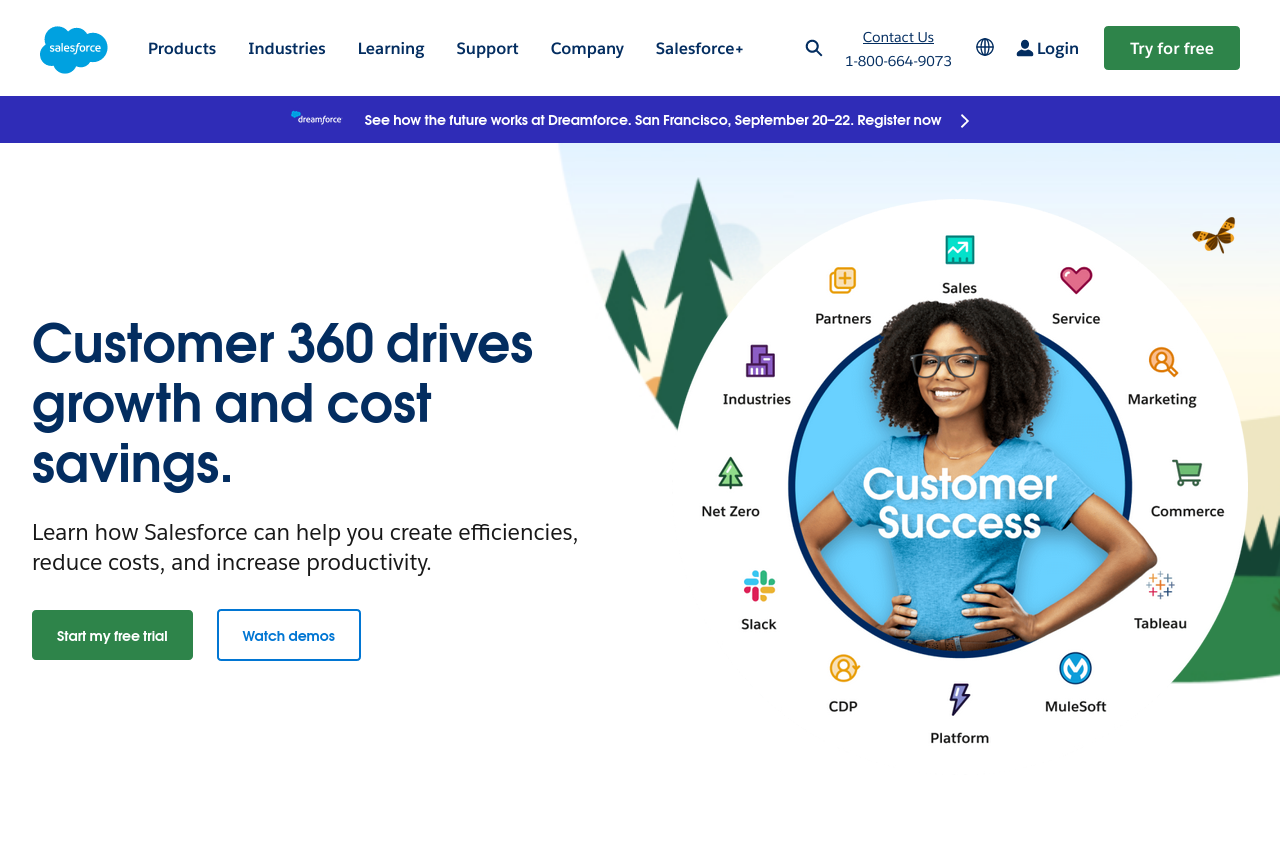 salesforce
Products
Industries
Learning
Support
Company
Salesforce+
Contact Us
1-800-664-9073
Login
Try for free
dreamforce
See how the future works at Dreamforce. San Francisco, September 20–22. Register now
Customer 360 drives
growth and cost
savings.
Learn how Salesforce can help you create efficiencies,
reduce costs, and increase productivity.
Start my free trial
Watch demos
Sales
Partners
Service
Industries
Marketing
Net Zero
Commerce
Customer
Success
Slack
Tableau
CDP
MuleSoft
Platform